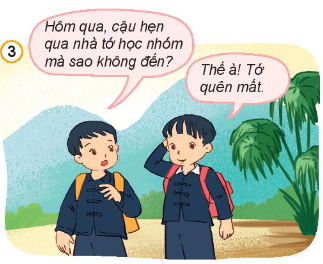 3
Hôm qua, cậu hẹn
qua nhà tớ học nhóm
mà sao không đến?
Thế à! Tớ
quên mất.